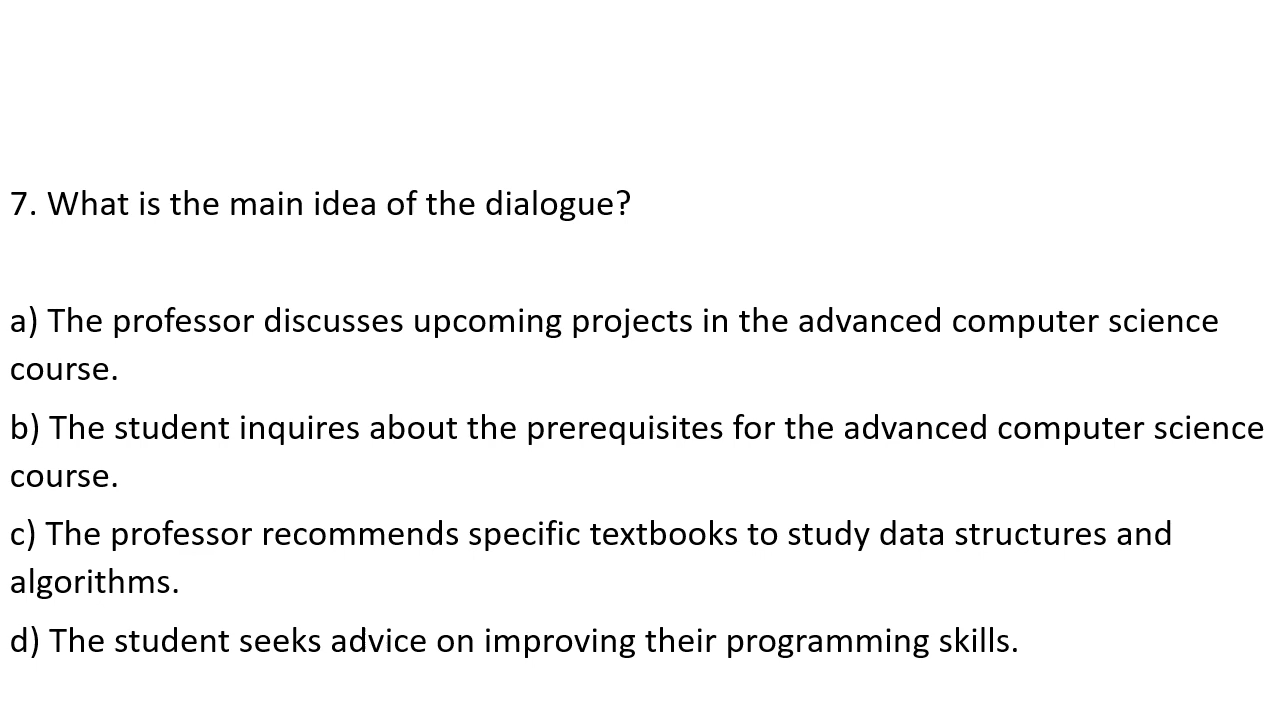 7. What is the main idea of the dialogue?
a) The professor discusses upcoming projects in the advanced computer science
course.
b) The student inquires about the prerequisites for the advanced computer science
course.
c) The professor recommends specific textbooks to study data structures and
algorithms.
d) The student seeks advice on improving their programming skills.